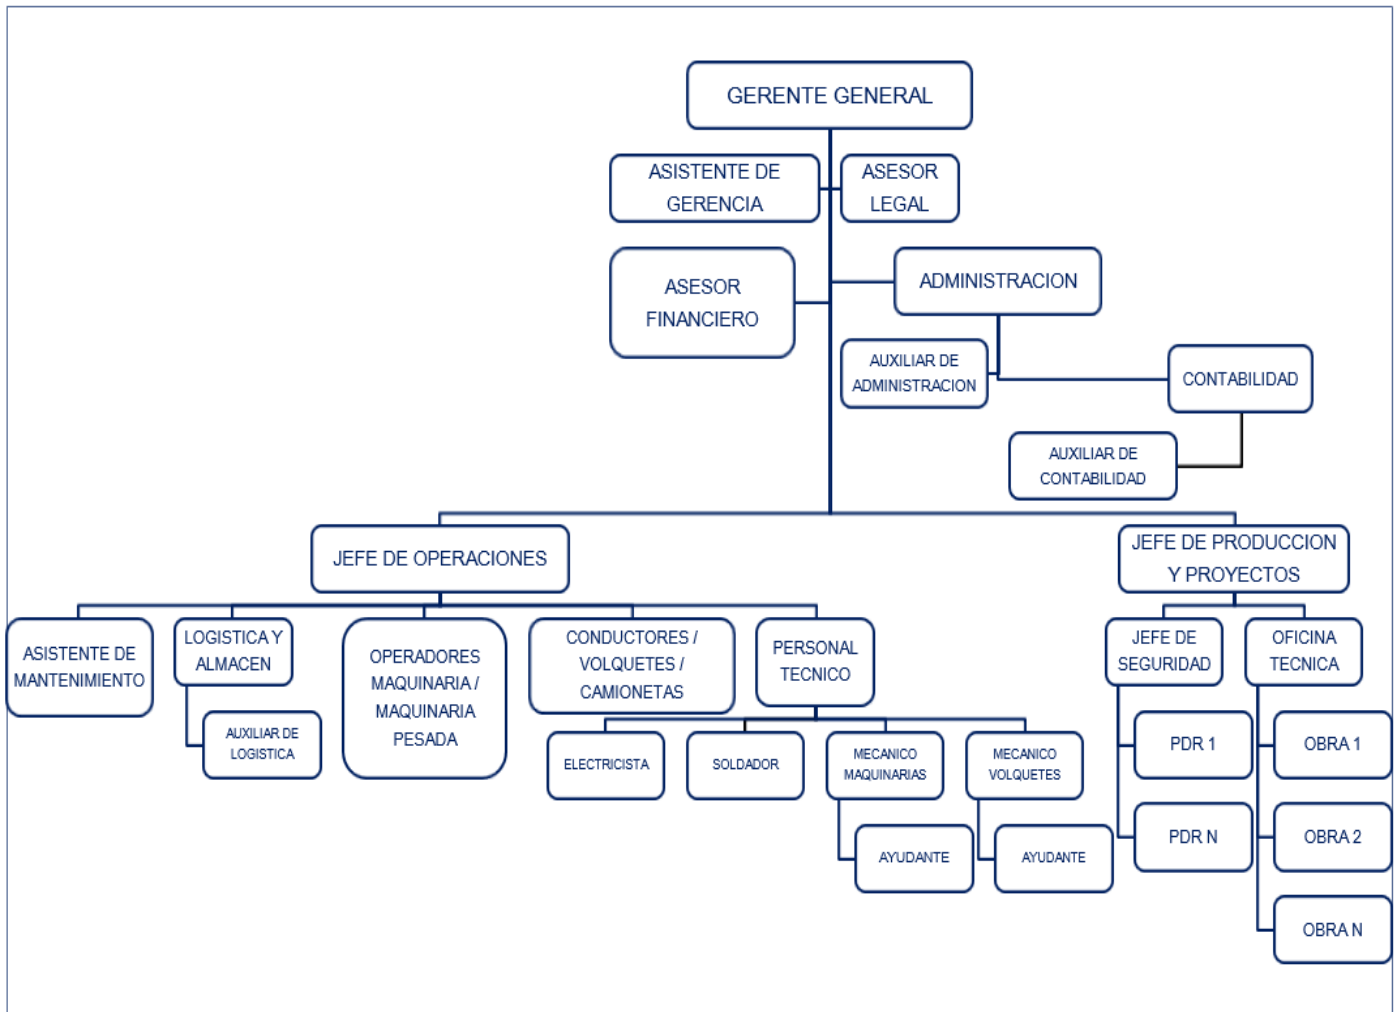 GERENTE GENERAL
ASISTENTE DE
GERENCIA
ASESOR
LEGAL
ASESOR
FINANCIERO
ADMINISTRACION
AUXILIAR DE
ADMINISTRACION
CONTABILIDAD
AUXILIAR DE
CONTABILIDAD
JEFE DE OPERACIONES
JEFE DE PRODUCCION
Y PROYECTOS
ASISTENTE DE
MANTENIMIENTO
LOGISTICA Y
ALMACEN
AUXILIAR DE
LOGISTICA
OPERADORES
MAQUINARIA /
MAQUINARIA
PESADA
CONDUCTORES /
VOLQUETES /
CAMIONETAS
PERSONAL
TECNICO
ELECTRICISTA
SOLDADOR
MECANICO
MAQUINARIAS
AYUDANTE
MECANICO
VOLQUETES
AYUDANTE
JEFE DE
SEGURIDAD
PDR 1
PDR N
OFICINA
TECNICA
OBRA 1
OBRA 2
OBRA N